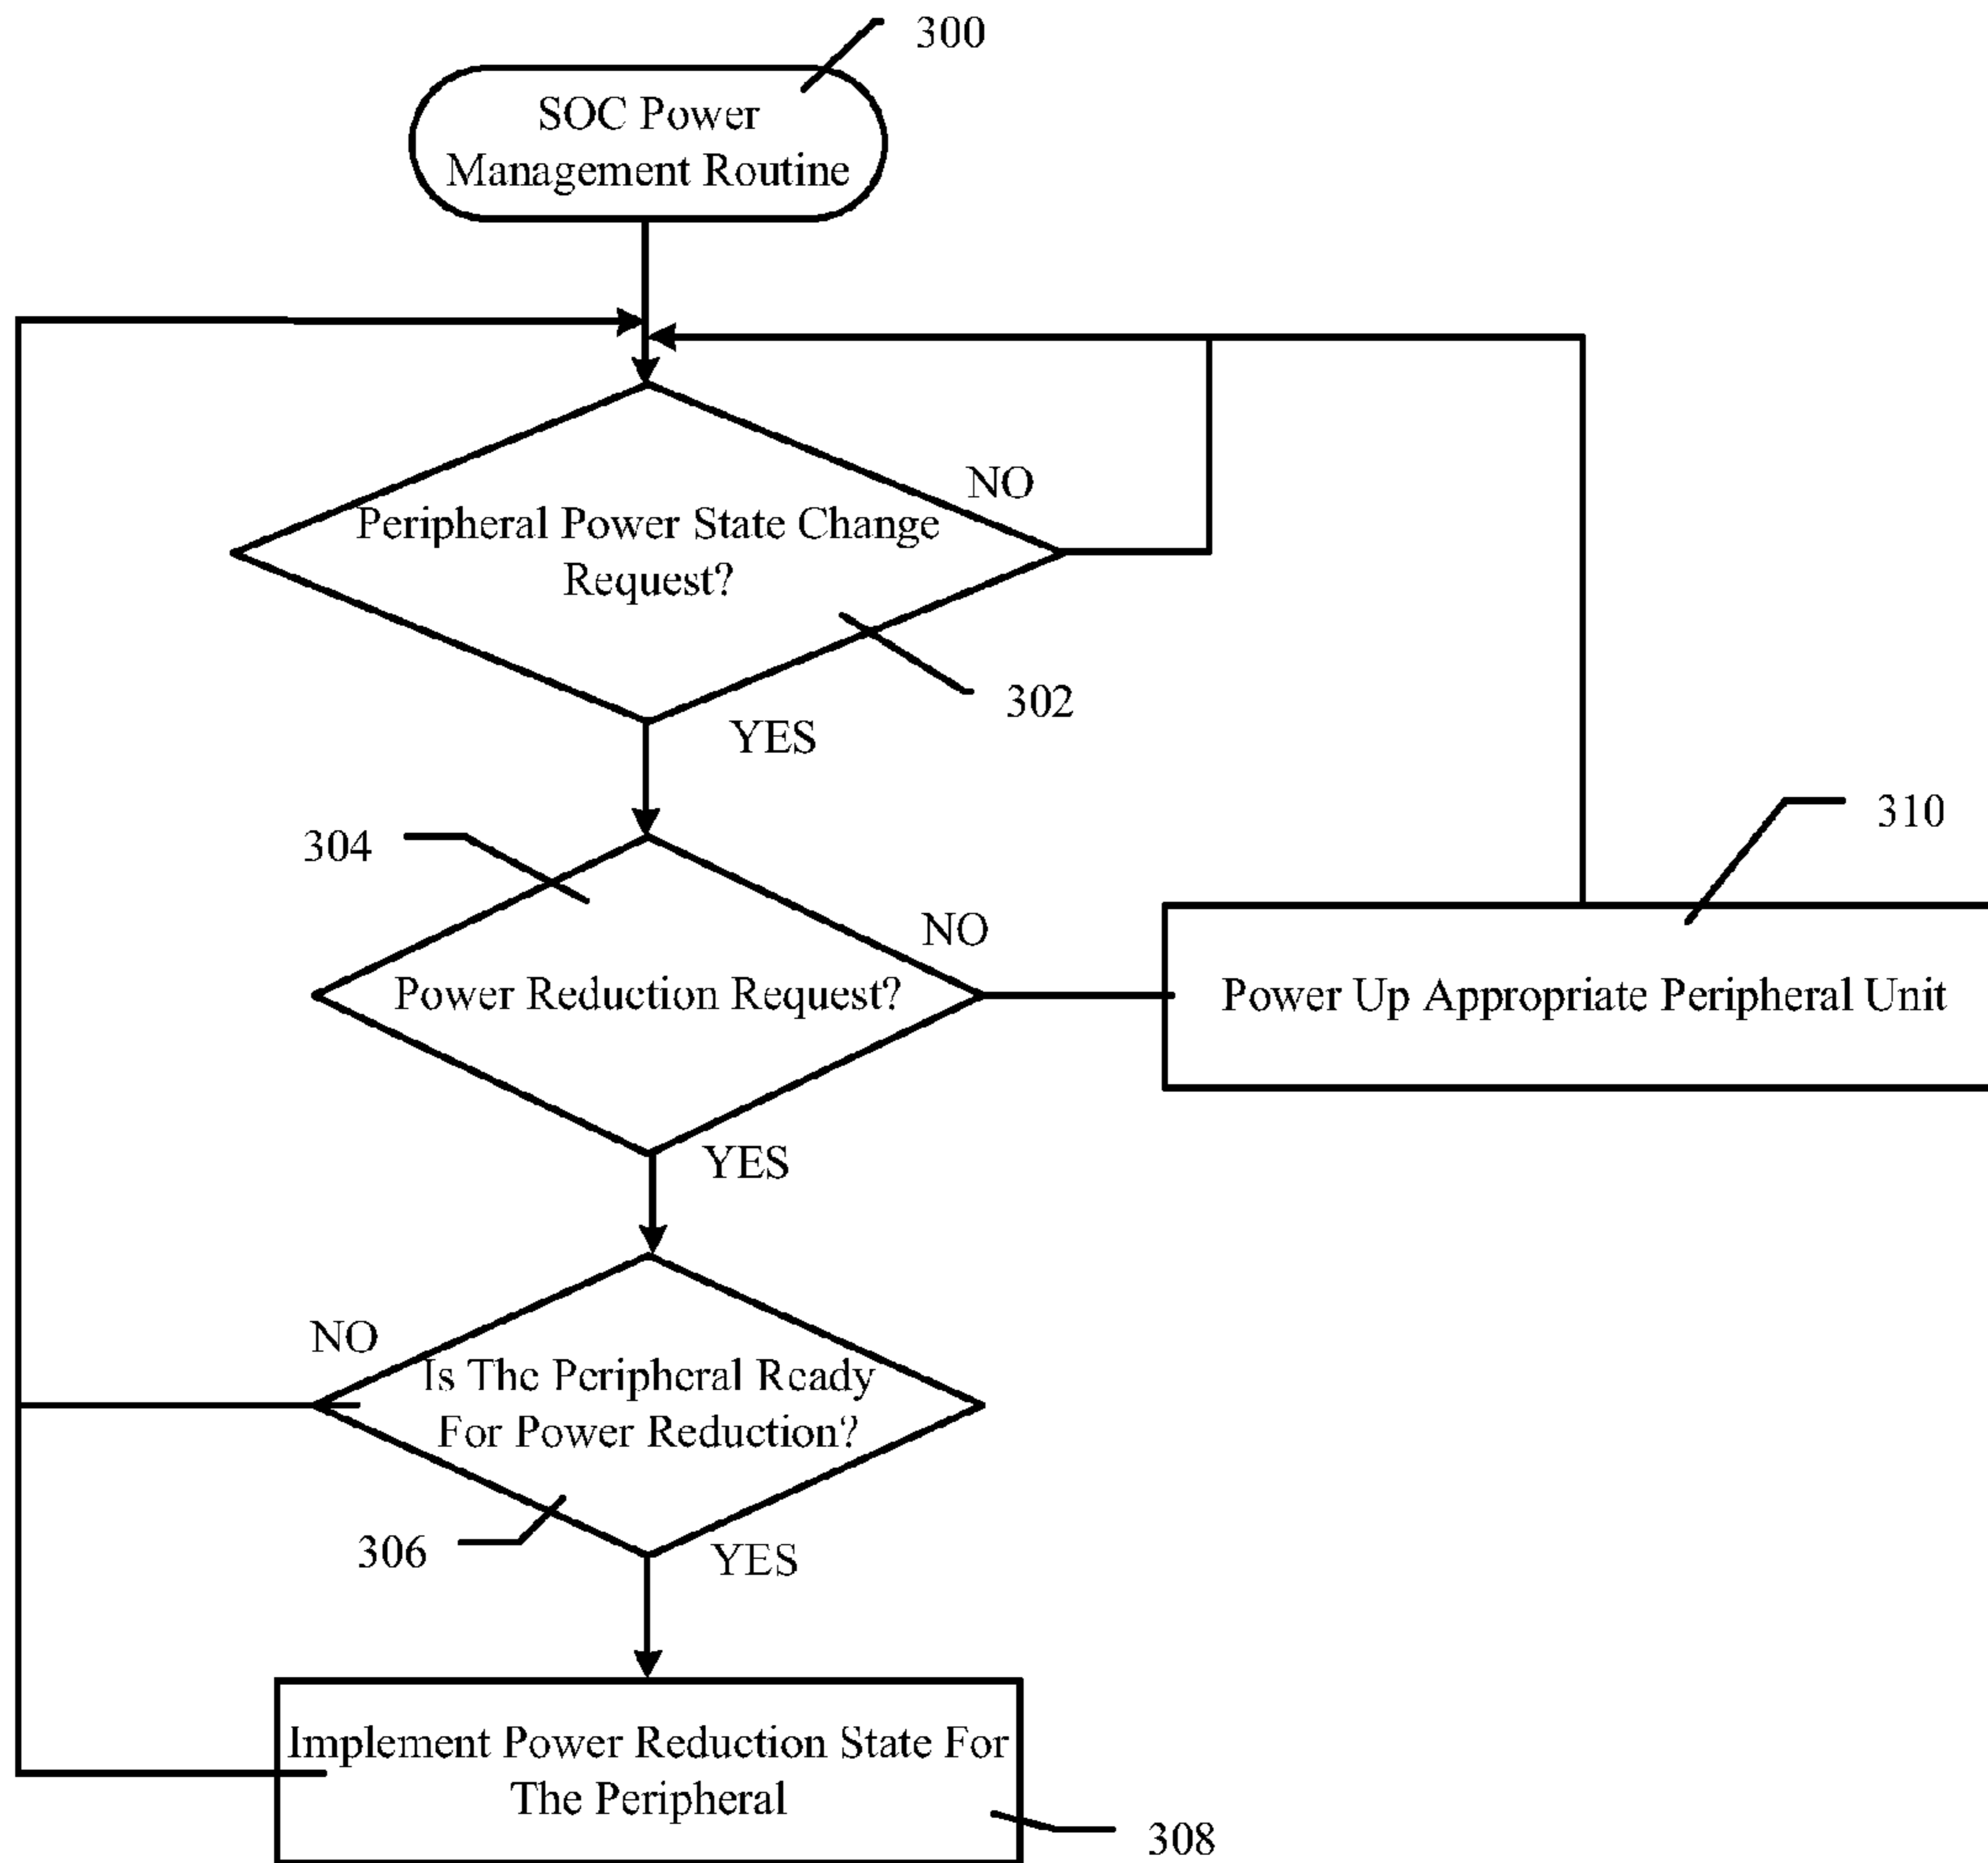 300
SOC Power
Management Routine
NO
Peripheral Power State Change
Request?
302
YES
310
304
NO
Power Reduction Request?
Power Up Appropriate Peripheral Unit
YES
NO
Is The Peripheral Ready
For Power Reduction?
306
YES
Implement Power Reduction State For
The Peripheral
308